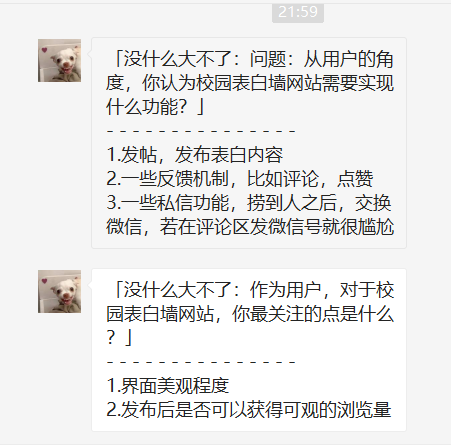 21:59
「没什么大不了：问题：从用户的角
度，你认为校园表白墙网站需要实现
什么功能？」
- - - - - - - - - - - - - - -
1.发帖，发布表白内容
2.一些反馈机制，比如评论，点赞
3.一些私信功能，捞到人之后，交换
微信，若在评论区发微信号就很尴尬
「没什么大不了：作为用户，对于校
园表白墙网站，你最关注的点是什么
？」
- - - - - - - - - - - - - - -
1.界面美观程度
2.发布后是否可以获得可观的浏览量